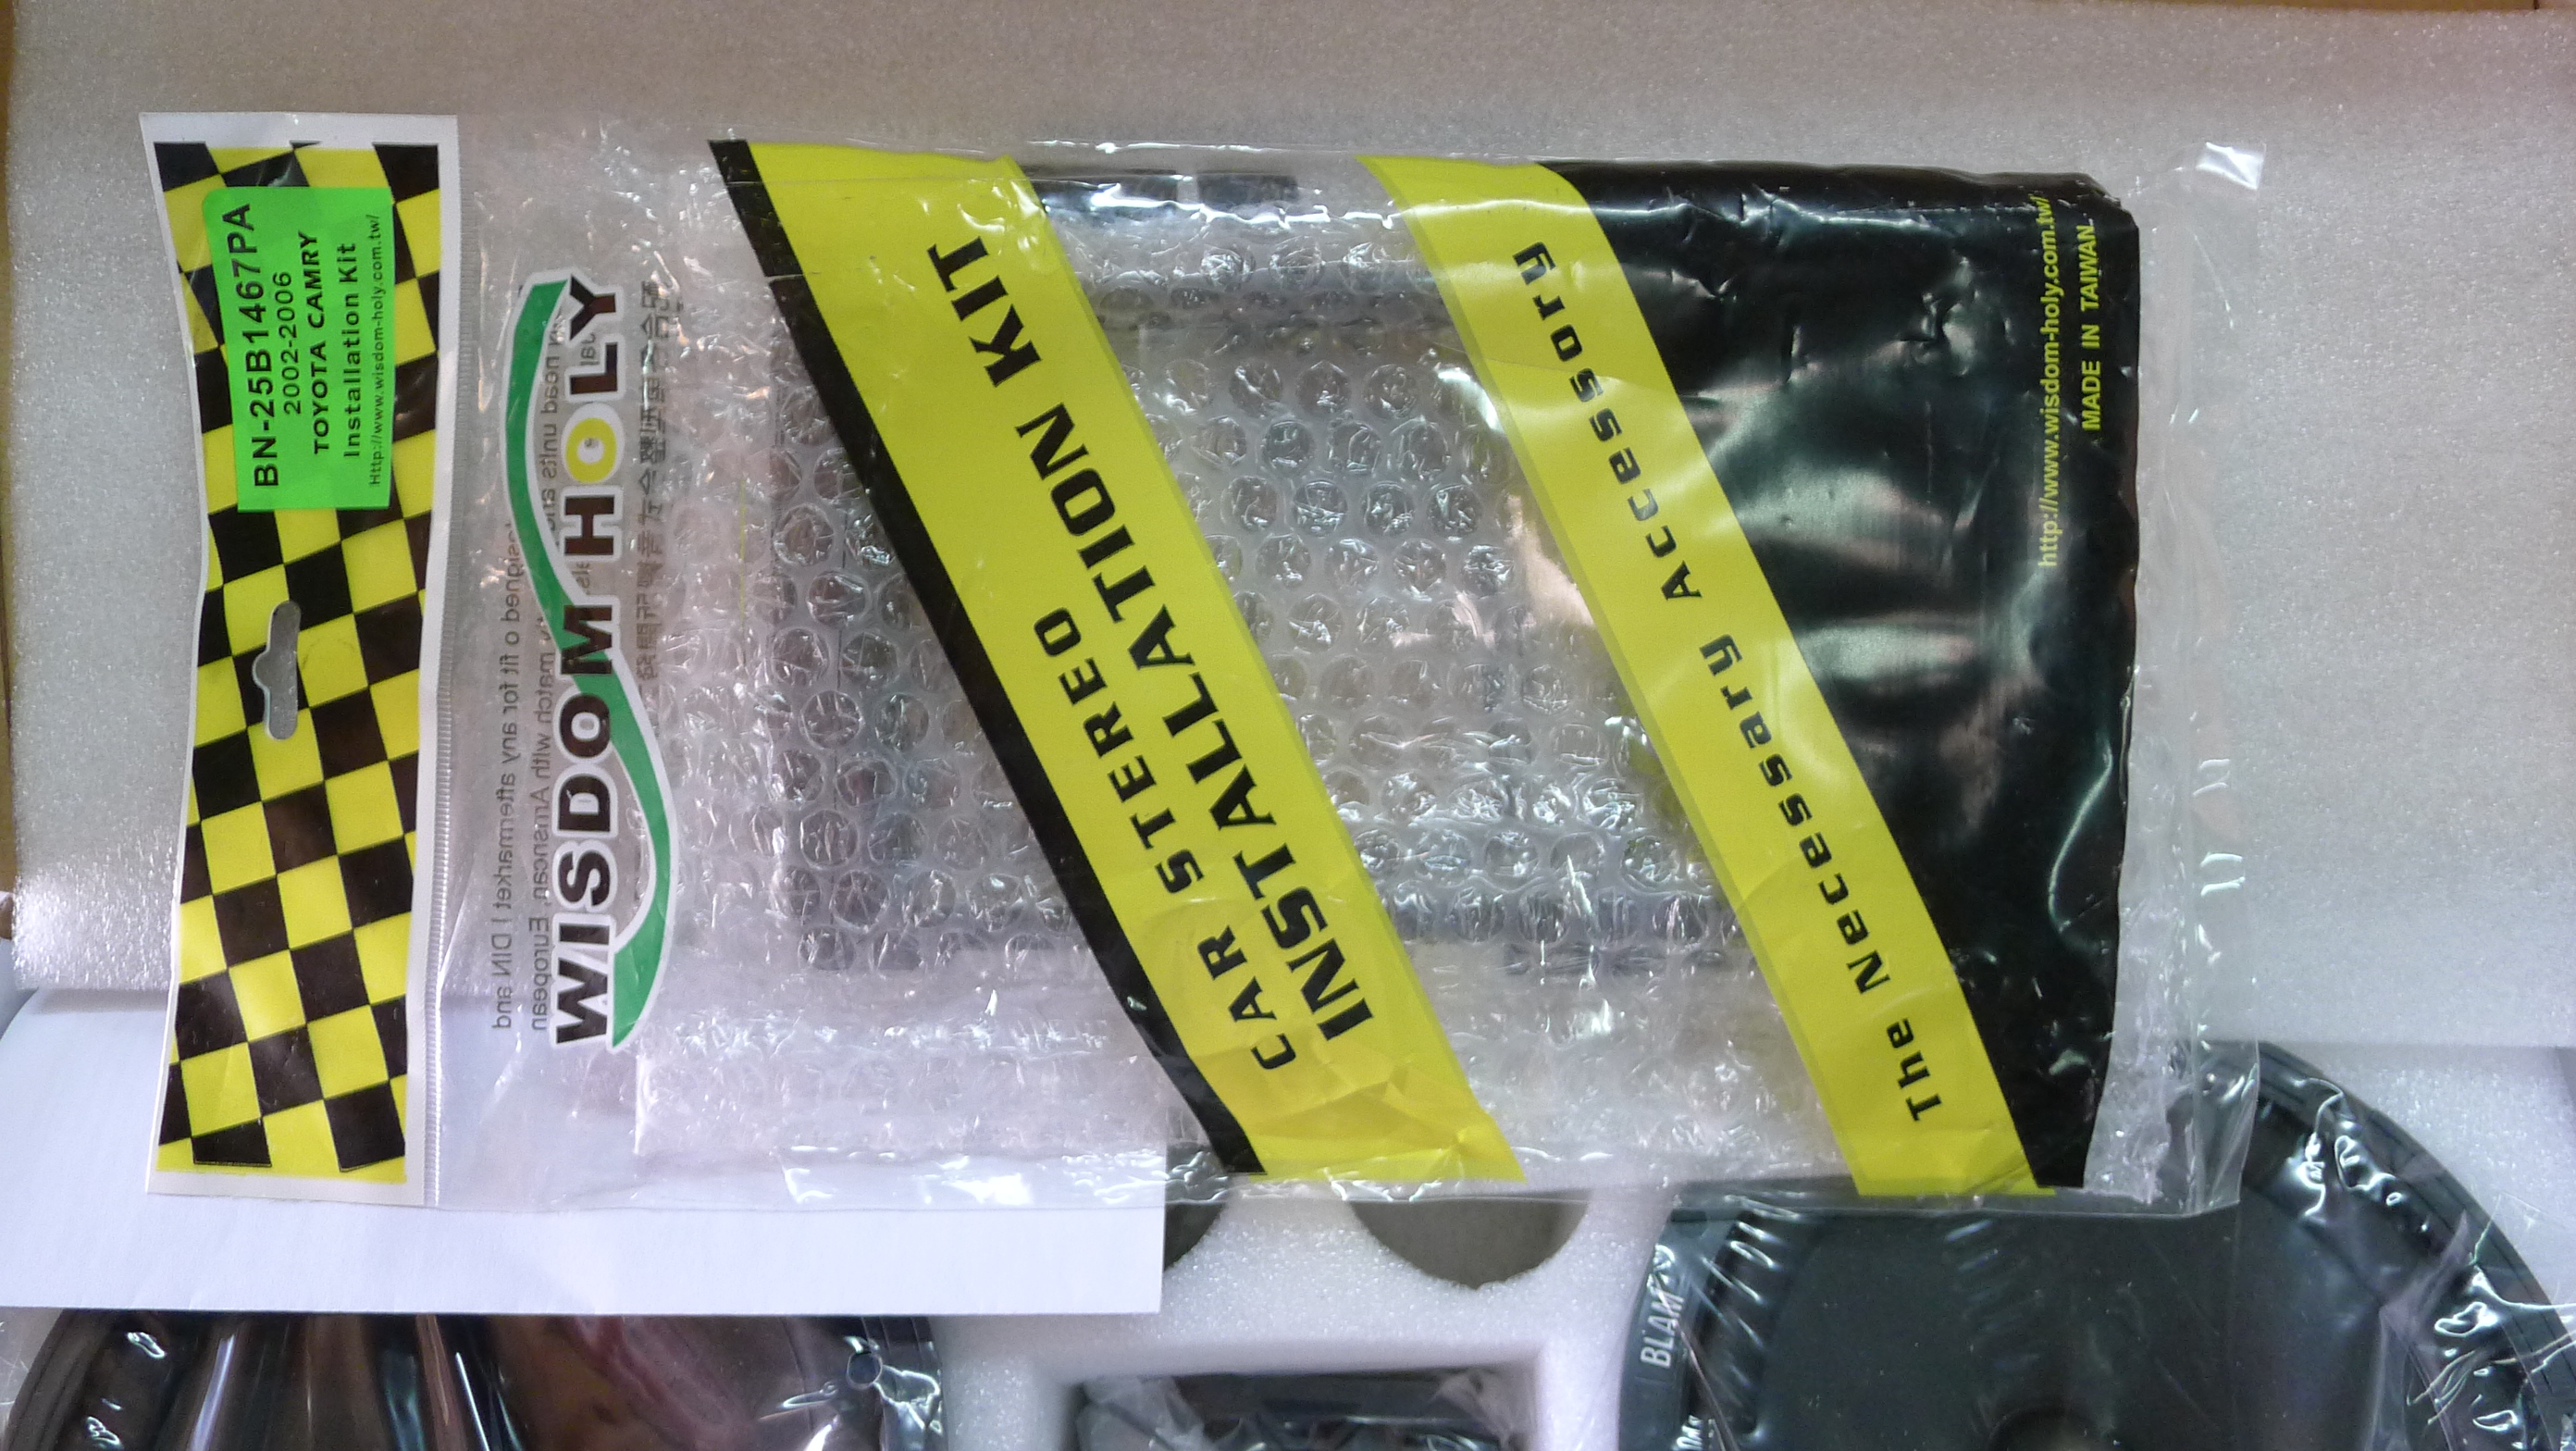 BN-25B1467PA
2002-2006
TOYOTA CAMRY
Installation Kit
Http://www.wisdom-holy.com.tw/
WISDOM HOLY
CAR STEREO
INSTALLATION KIT
The Necessary Accessory
http://www.wisdom-holy.com.tw/
MADE IN TAIWAN
BLAM